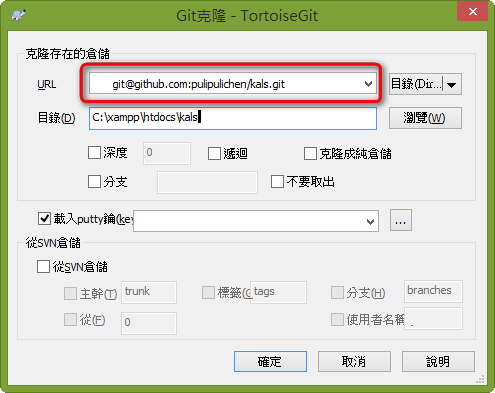 Git克隆 - TortoiseGit
克隆存在的倉儲
URL git@github.com:pulipulichen/kals.git 目錄(Dir...
目錄(D) C:\xampp\htdocs\kals 瀏覽(W)
深度 0 遞迴 克隆成純倉儲
分支 不要取出
載入putty鑰(key ...
從SVN倉儲
從SVN倉儲
主幹(T) trunk 標籤( tags 分支(H) branches
從(F) 0 使用者名稱
確定 取消 說明